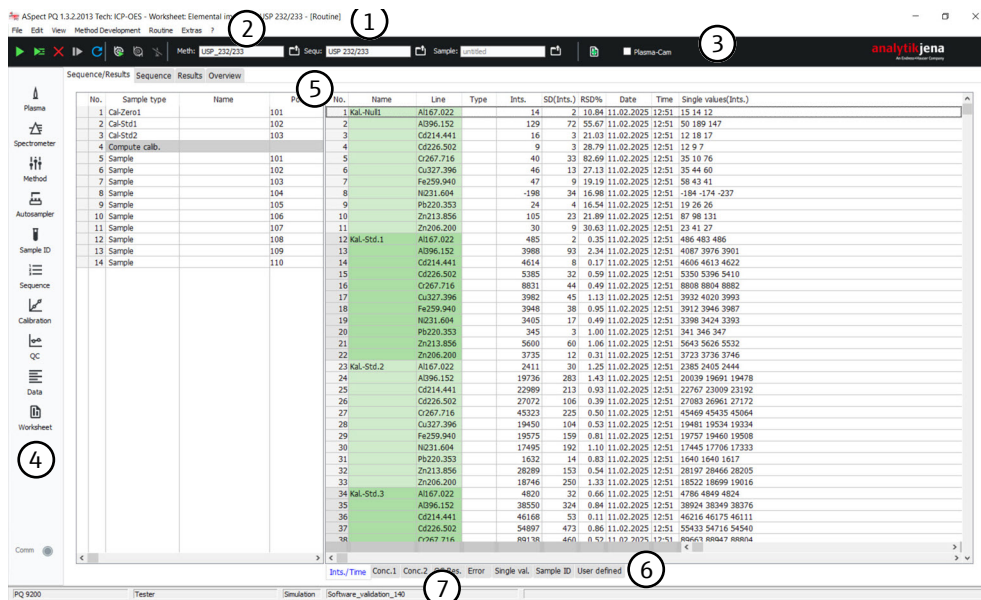 ASpect PQ 1.3.2.2013 Tech: ICP-OES - Worksheet: Elemental im USP 232/233 - [Routine]
1
File Edit View Method Development Routine Extras ?
2
Meth: USP_232/233 Sequ: USP 232/233 Sample: untitled Plasma-Cam
3
analytikjena
An Endress+Hauser Company
Sequence/Results Sequence Results Overview
5
Plasma
Spectrometer
Method
Autosampler
Sample ID
Sequence
Calibration
QC
Data
Worksheet
4
Comm
No. Sample type Name Po
1 Cal-Zero1 101
2 Cal-Std1 102
3 Cal-Std2 103
4 Compute calib.
5 Sample 101
6 Sample 102
7 Sample 103
8 Sample 104
9 Sample 105
10 Sample 106
11 Sample 107
12 Sample 108
13 Sample 109
14 Sample 110
No. Name Line Type Ints. SD(Ints.) RSD% Date Time Single values(Ints.)
1 Kal.-Null1 Al167.022 14 2 10.84 11.02.2025 12:51 15 14 12
2 Al396.152 129 72 55.67 11.02.2025 12:51 50 189 147
3 Cd214.441 16 3 21.03 11.02.2025 12:51 12 18 17
4 Cd226.502 9 3 28.79 11.02.2025 12:51 12 9 7
5 Cr267.716 40 33 82.69 11.02.2025 12:51 35 10 76
6 Cu327.396 46 13 27.13 11.02.2025 12:51 35 44 60
7 Fe259.940 47 9 19.19 11.02.2025 12:51 58 43 41
8 Ni231.604 -198 34 16.98 11.02.2025 12:51 -184 -174 -237
9 Pb220.353 24 4 16.54 11.02.2025 12:51 19 26 26
10 Zn213.856 105 23 21.89 11.02.2025 12:51 87 98 131
11 Zn206.200 30 9 30.63 11.02.2025 12:51 23 41 27
12 Kal.-Std.1 Al167.022 485 2 0.35 11.02.2025 12:51 486 483 486
13 Al396.152 3988 93 2.34 11.02.2025 12:51 4087 3976 3901
14 Cd214.441 4614 8 0.17 11.02.2025 12:51 4606 4613 4622
15 Cd226.502 5385 32 0.59 11.02.2025 12:51 5350 5396 5410
16 Cr267.716 8831 44 0.49 11.02.2025 12:51 8808 8804 8882
17 Cu327.396 3982 45 1.13 11.02.2025 12:51 3932 4020 3993
18 Fe259.940 3948 38 0.95 11.02.2025 12:51 3912 3946 3987
19 Ni231.604 3405 17 0.49 11.02.2025 12:51 3398 3424 3393
20 Pb220.353 345 3 1.00 11.02.2025 12:51 341 346 347
21 Zn213.856 5600 60 1.06 11.02.2025 12:51 5643 5626 5532
22 Zn206.200 3735 12 0.31 11.02.2025 12:51 3723 3736 3746
23 Kal.-Std.2 Al167.022 2411 30 1.25 11.02.2025 12:51 2385 2405 2444
24 Al396.152 19736 283 1.43 11.02.2025 12:51 20039 19691 19478
25 Cd214.441 22989 213 0.93 11.02.2025 12:51 22767 23009 23192
26 Cd226.502 27072 106 0.39 11.02.2025 12:51 27083 26961 27172
27 Cr267.716 45323 225 0.50 11.02.2025 12:51 45469 45435 45064
28 Cu327.396 19450 104 0.53 11.02.2025 12:51 19481 19534 19334
29 Fe259.940 19575 159 0.81 11.02.2025 12:51 19757 19460 19508
30 Ni231.604 17495 192 1.10 11.02.2025 12:51 17445 17706 17333
31 Pb220.353 1632 14 0.83 11.02.2025 12:51 1640 1640 1617
32 Zn213.856 28289 153 0.54 11.02.2025 12:51 28197 28466 28205
33 Zn206.200 18746 250 1.33 11.02.2025 12:51 18522 18699 19016
34 Kal.-Std.3 Al167.022 4820 32 0.66 11.02.2025 12:51 4786 4849 4824
35 Al396.152 38550 324 0.84 11.02.2025 12:51 38924 38349 38376
36 Cd214.441 46168 53 0.11 11.02.2025 12:51 46216 46175 46111
37 Cd226.502 54897 473 0.86 11.02.2025 12:51 55433 54716 54540
38 Cr267.716 89138 460 0.52 11.02.2025 12:51 89663 88947 88804
Ints./Time Conc.1 Conc.2 Res. Error Single val. Sample ID User defined
6
7
PQ 9200 Tester Simulation Software_validation_140